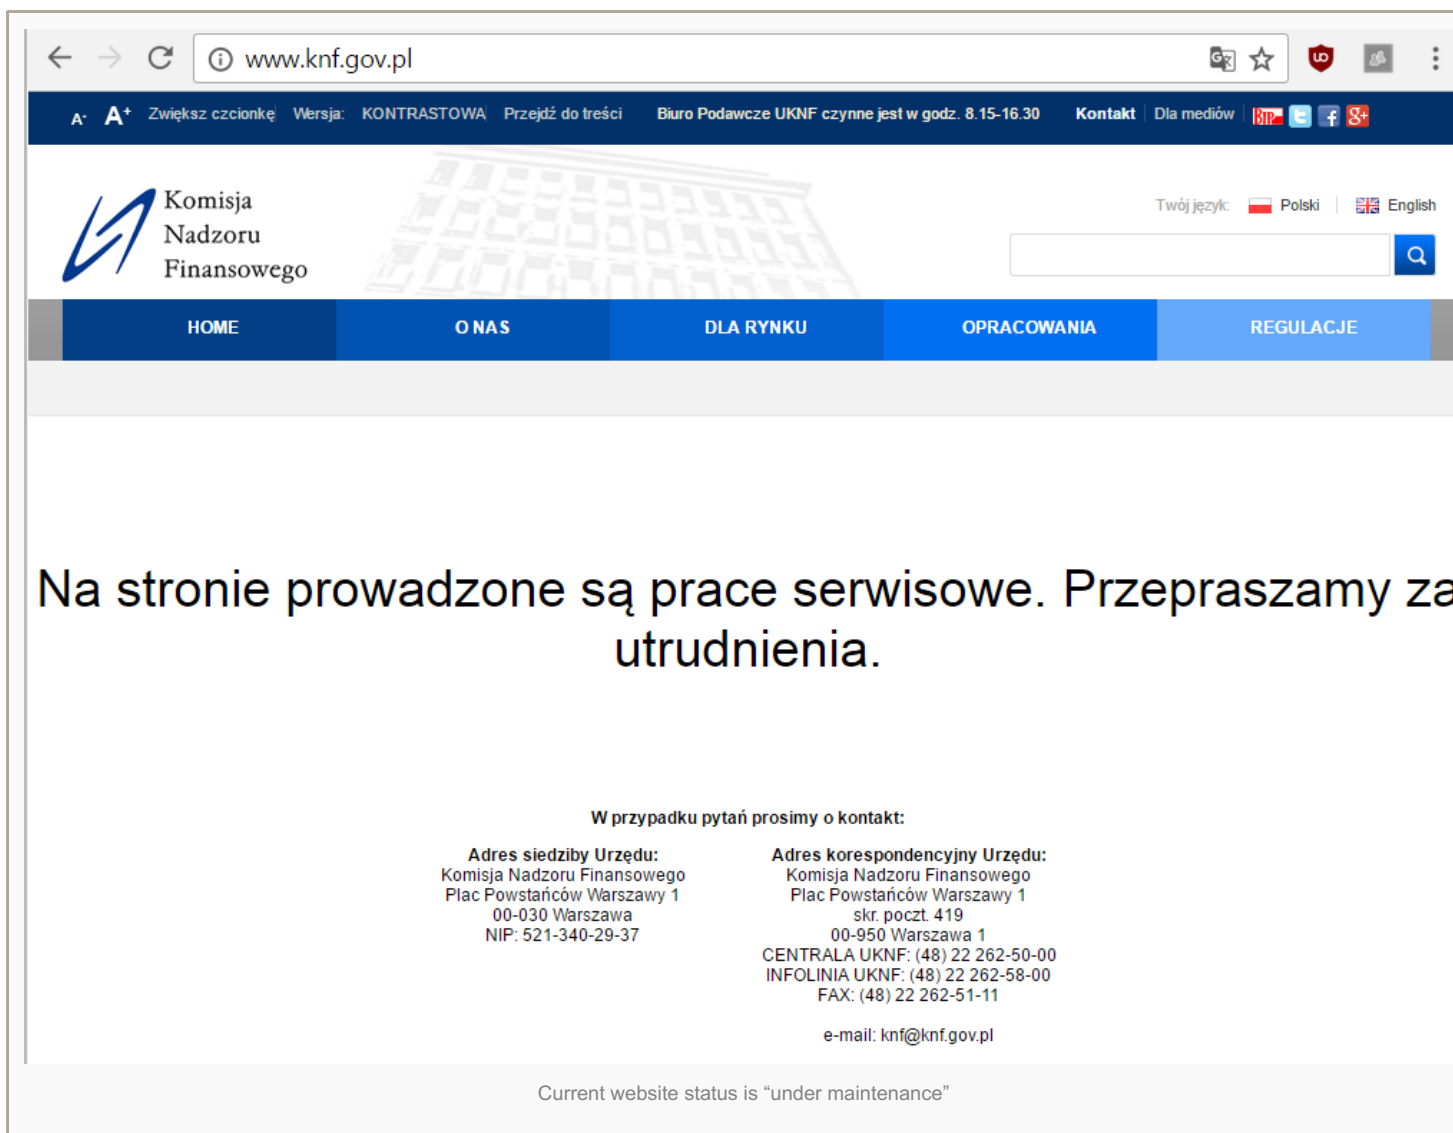 www.knf.gov.pl
A- A+ Zwiększ czcionkę Wersja: KONTRASTOWA Przejdź do treści Biuro Podawcze UKNF czynne jest w godz. 8.15-16.30 Kontakt Dla mediów BIP
Komisja
Nadzoru
Finansowego
Twój język: Polski English
HOME O NAS DLA RYNKU OPRACOWANIA REGULACJE
Na stronie prowadzone są prace serwisowe. Przepraszamy za
utrudnienia.
W przypadku pytań prosimy o kontakt:
Adres siedziby Urzędu:
Komisja Nadzoru Finansowego
Plac Powstańców Warszawy 1
00-030 Warszawa
NIP: 521-340-29-37
Adres korespondencyjny Urzędu:
Komisja Nadzoru Finansowego
Plac Powstańców Warszawy 1
skr. poczt. 419
00-950 Warszawa 1
CENTRALA UKNF: (48) 22 262-50-00
INFOLINIA UKNF: (48) 22 262-58-00
FAX: (48) 22 262-51-11
e-mail: knf@knf.gov.pl
Current website status is “under maintenance”